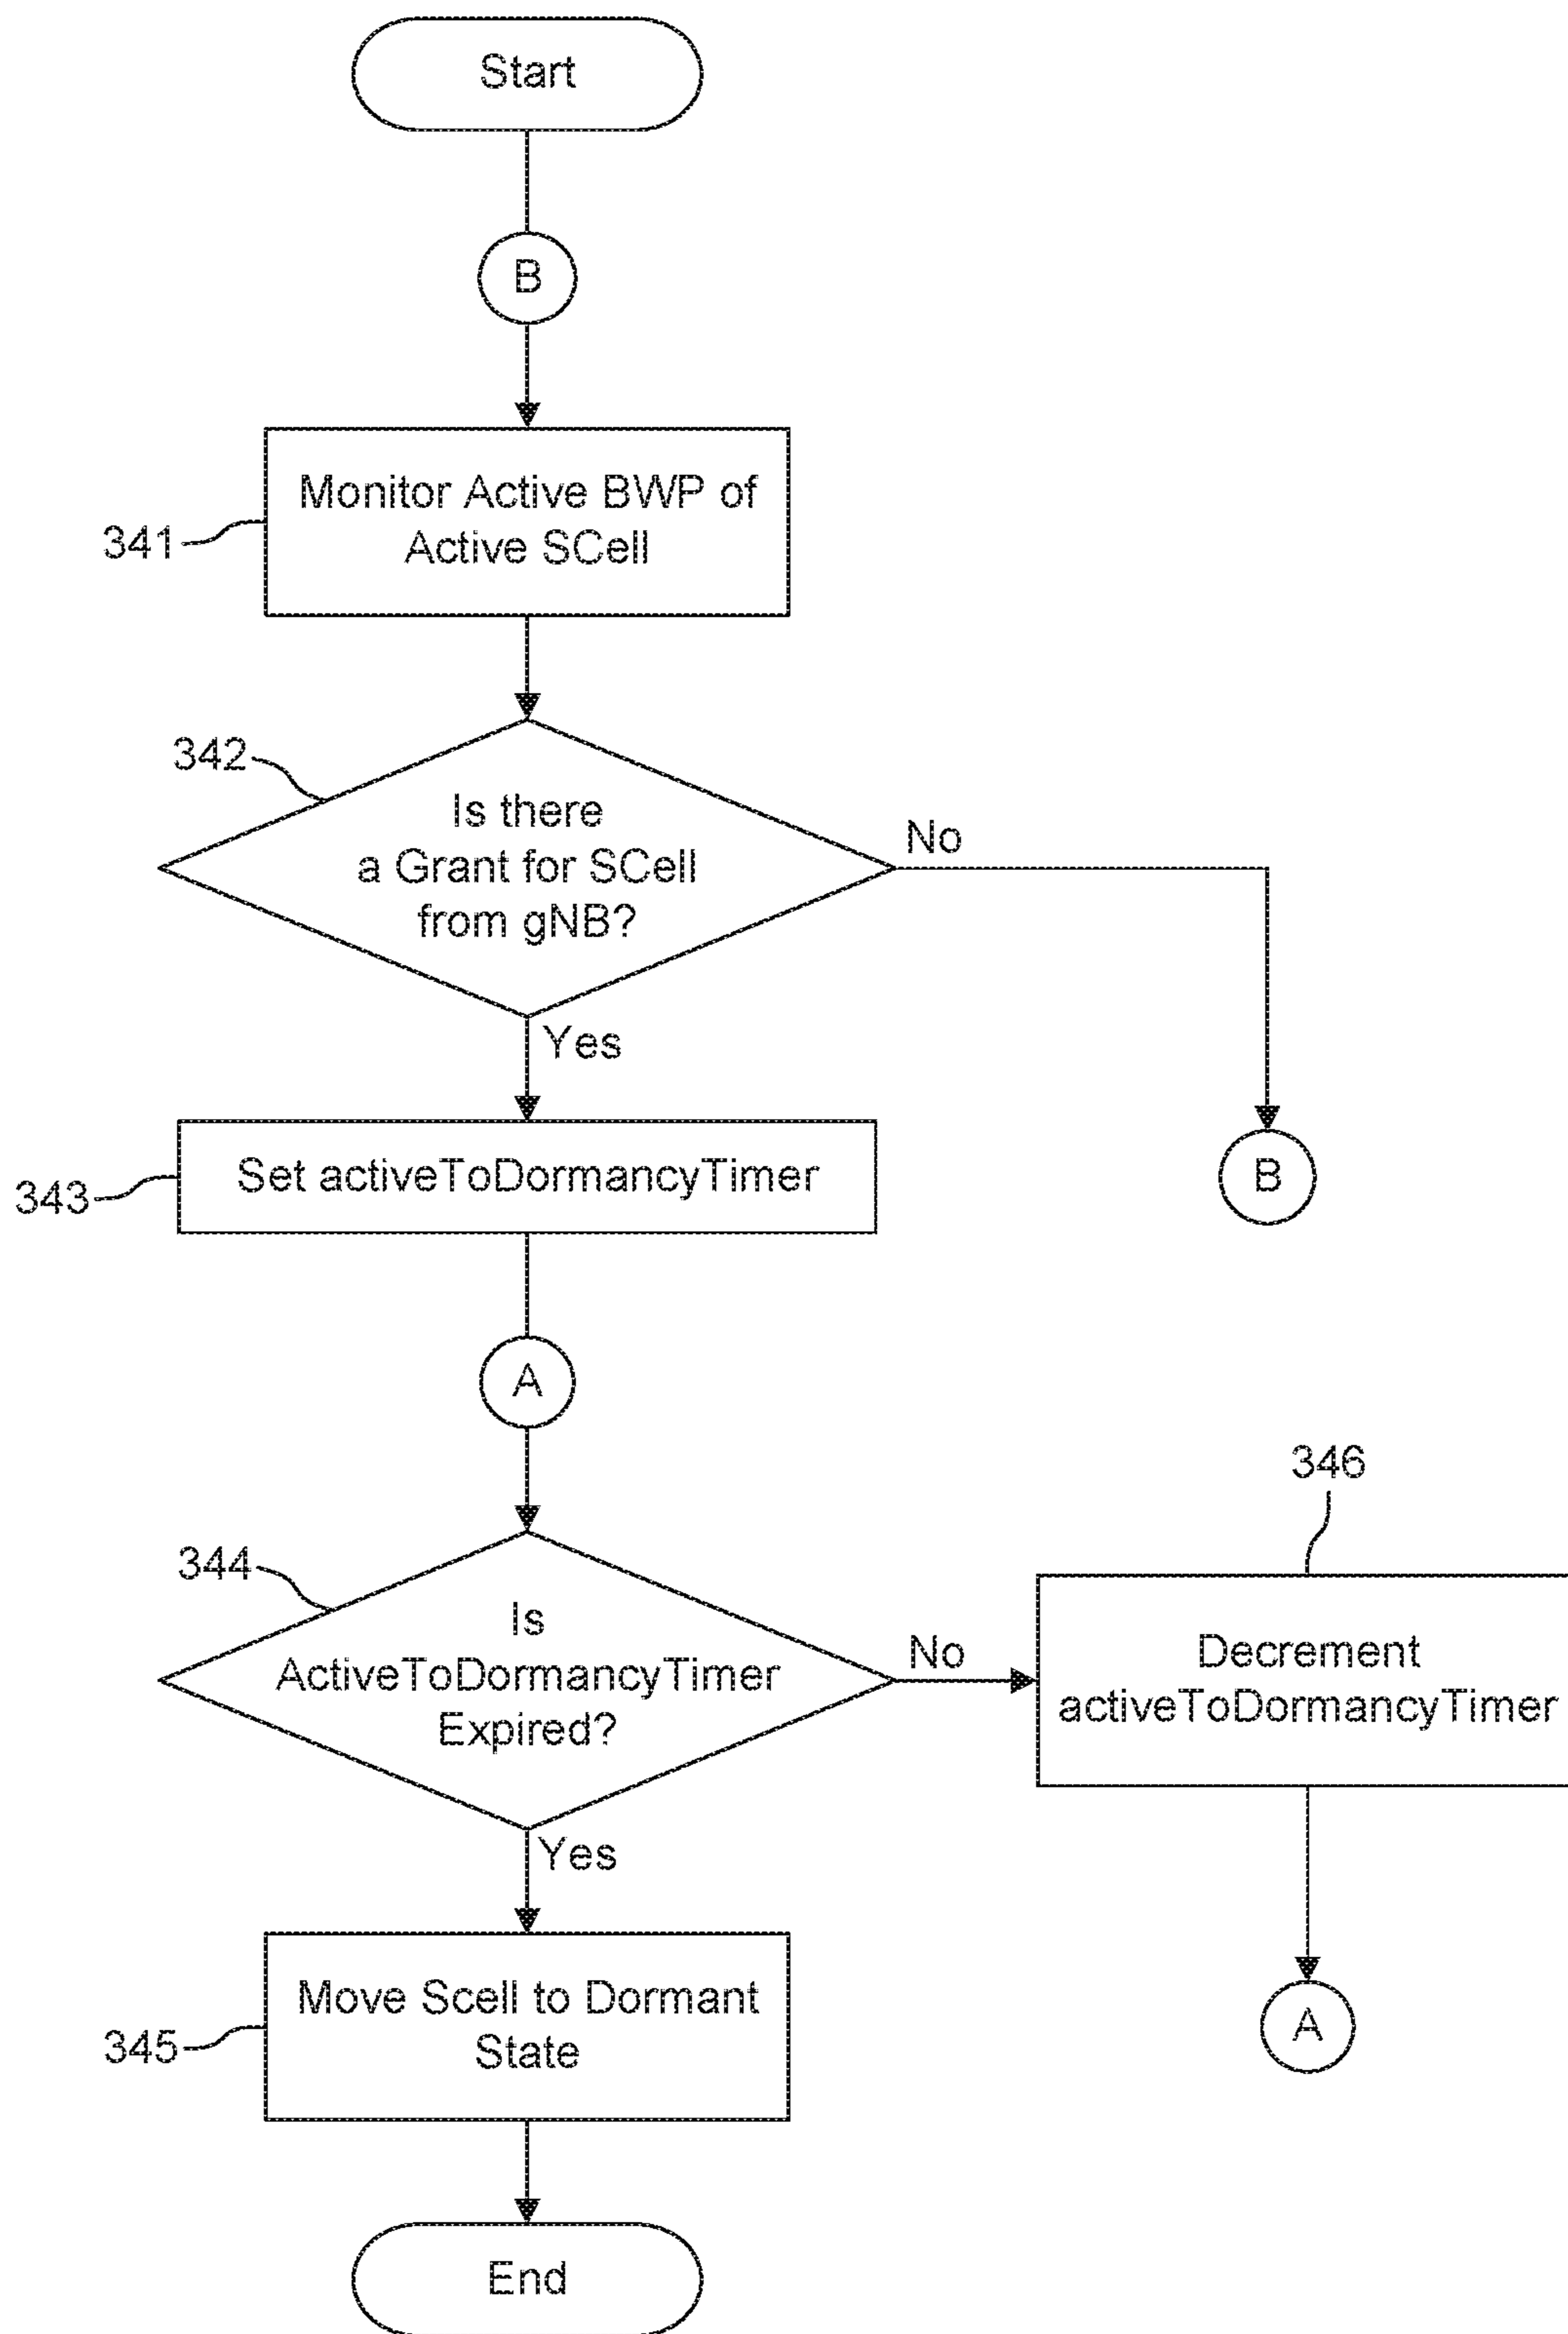 Start
B
341
Monitor Active BWP of
Active SCell
342
Is there
a Grant for SCell
from gNB?
No
Yes
343
Set activeToDormancyTimer
B
A
346
344
Is
ActiveToDormancyTimer
Expired?
No
Decrement
activeToDormancyTimer
Yes
345
Move Scell to Dormant
State
A
End